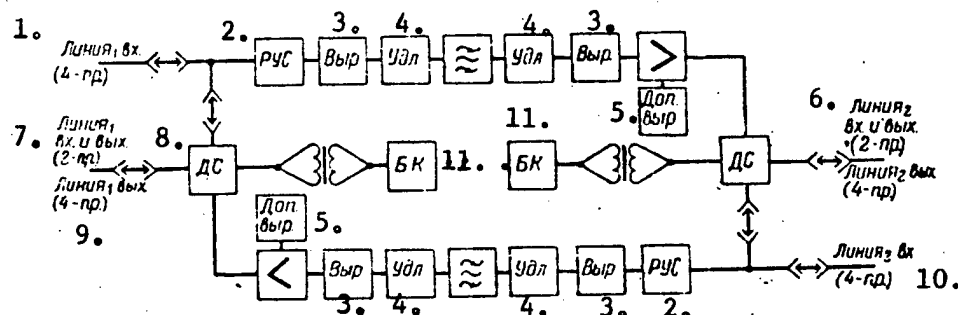 1.
Линия₁ вх.
(4-пр.)
2. 3. 4. 4. 3.
РУС Выр Удл Удл Выр
5. Доп. выр
6. Линия₂
вх. и вых.
(2-пр)
Линия₂ вых
(4-пр.)
7. Линия₁
вх. и вых.
(2-пр)
Линия₁ вых
(4-пр.)
9.
8. ДС
БК 11.
11. БК
ДС
Доп. выр. 5.
Выр Удл Удл Выр РУС
3. 4. 4. 3. 2.
Линия₂ вх
(4-пр.) 10.